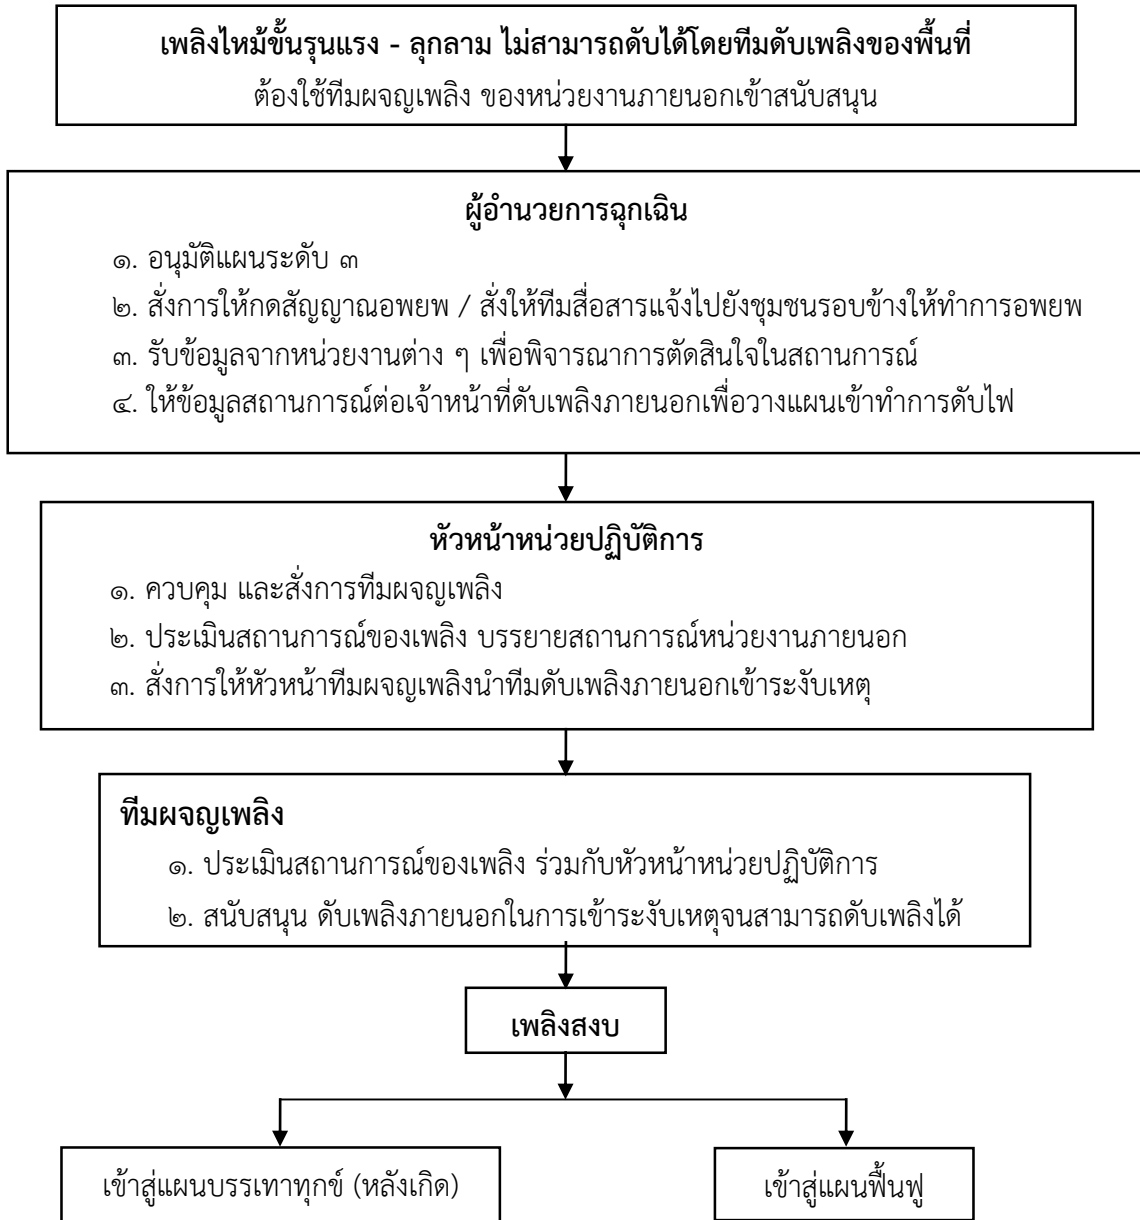 เพลิงไหม้ขั้นรุนแรง - ลุกลาม ไม่สามารถดับได้โดยทีมดับเพลิงของพื้นที่
ต้องใช้ทีมผจญเพลิง ของหน่วยงานภายนอกเข้าสนับสนุน
ผู้อำนวยการฉุกเฉิน
๑. อนุมัติแผนระดับ ๓
๒. สั่งการให้กดสัญญาณอพยพ / สั่งให้ทีมสื่อสารแจ้งไปยังชุมชนรอบข้างให้ทำการอพยพ
๓. รับข้อมูลจากหน่วยงานต่าง ๆ เพื่อพิจารณาการตัดสินใจในสถานการณ์
๔. ให้ข้อมูลสถานการณ์ต่อเจ้าหน้าที่ดับเพลิงภายนอกเพื่อวางแผนเข้าทำการดับไฟ
หัวหน้าหน่วยปฏิบัติการ
๑. ควบคุม และสั่งการทีมผจญเพลิง
๒. ประเมินสถานการณ์ของเพลิง บรรยายสถานการณ์หน่วยงานภายนอก
๓. สั่งการให้หัวหน้าทีมผจญเพลิงนำทีมดับเพลิงภายนอกเข้าระงับเหตุ
ทีมผจญเพลิง
๑. ประเมินสถานการณ์ของเพลิง ร่วมกับหัวหน้าหน่วยปฏิบัติการ
๒. สนับสนุน ดับเพลิงภายนอกในการเข้าระงับเหตุจนสามารถดับเพลิงได้
เพลิงสงบ
เข้าสู่แผนบรรเทาทุกข์ (หลังเกิด)
เข้าสู่แผนฟื้นฟู